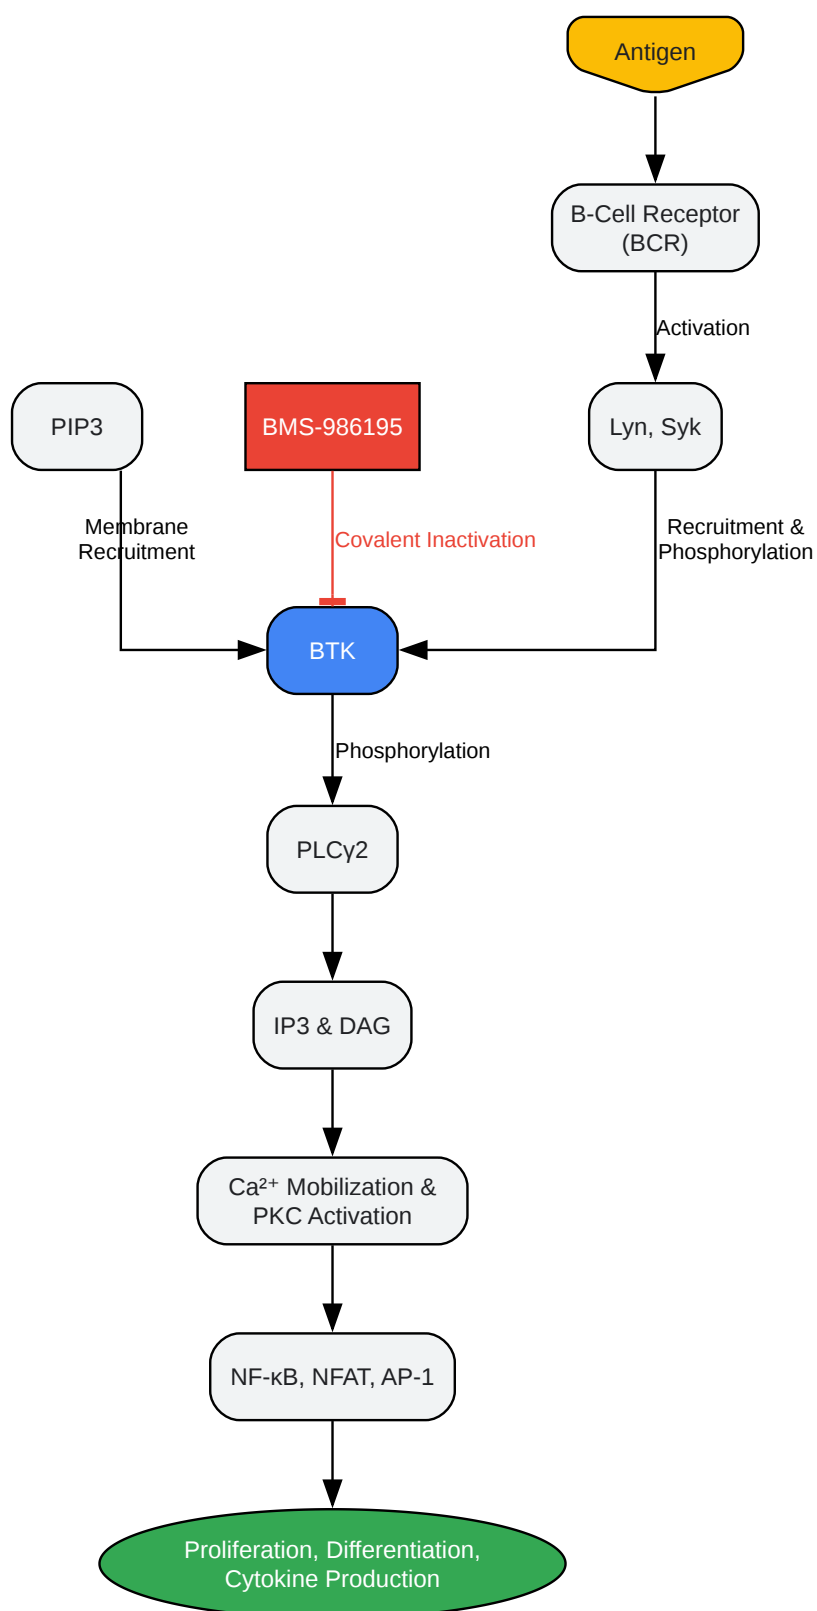 Antigen
B-Cell Receptor
(BCR)
Activation
PIP3
BMS-986195
Lyn, Syk
Membrane
Recruitment
Covalent Inactivation
Recruitment &
Phosphorylation
BTK
Phosphorylation
PLCγ2
IP3 & DAG
Ca²⁺ Mobilization &
PKC Activation
NF-κB, NFAT, AP-1
Proliferation, Differentiation,
Cytokine Production